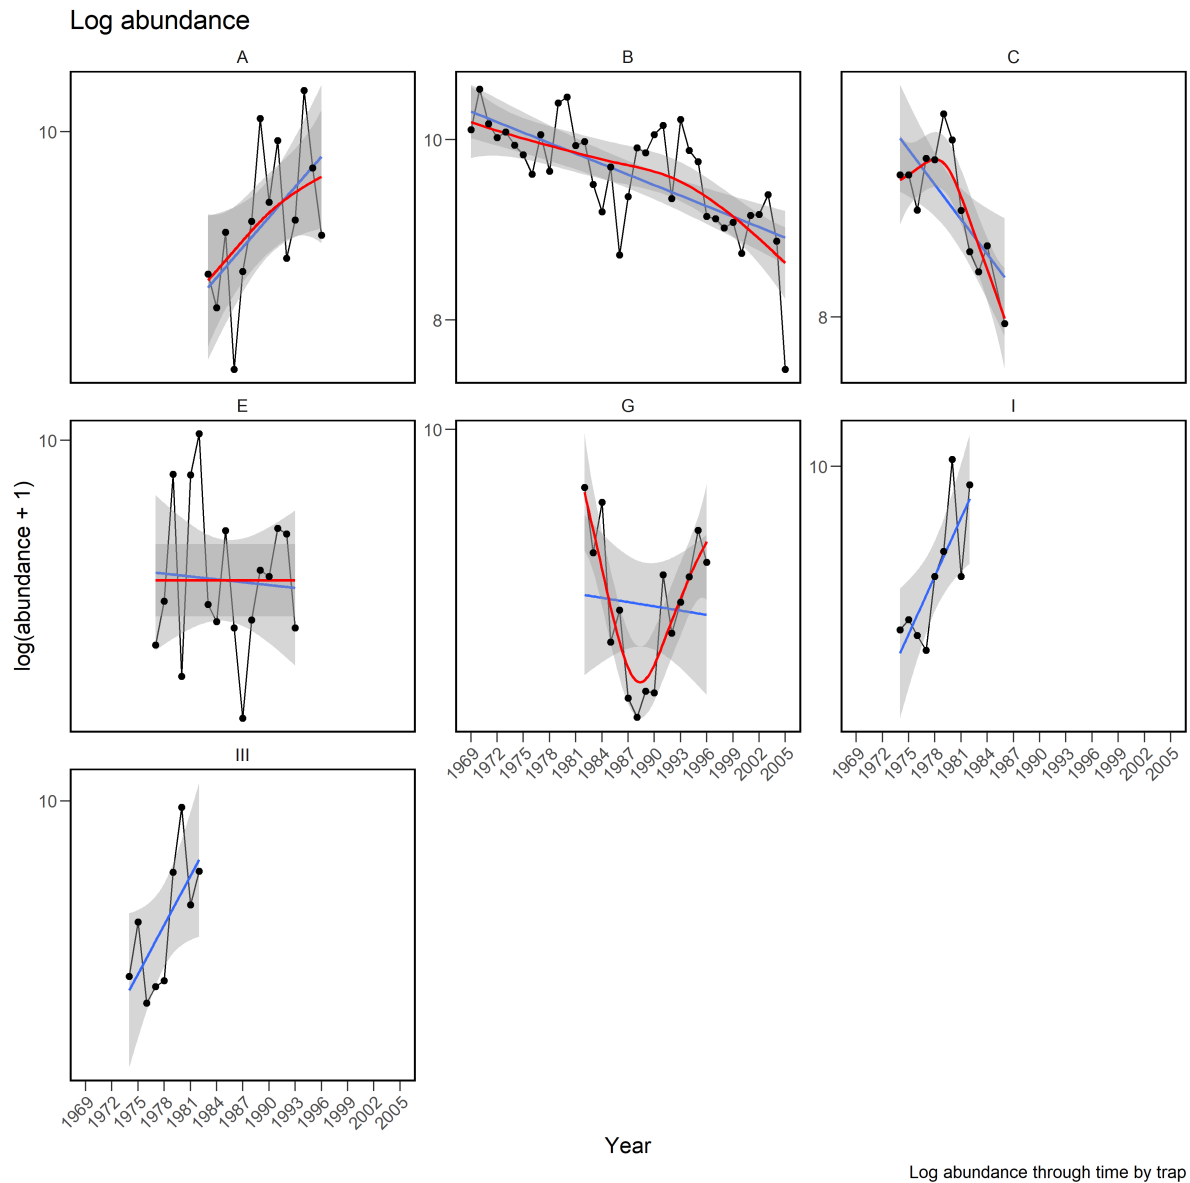 Log abundance
A
B
C
10
10
8
8
E
G
I
10
10
10
log(abundance + 1)
1969 1972 1975 1978 1981 1984 1987 1990 1993 1996 1999 2002 2005
1969 1972 1975 1978 1981 1984 1987 1990 1993 1996 1999 2002 2005
III
10
1969 1972 1975 1978 1981 1984 1987 1990 1993 1996 1999 2002 2005
Year
Log abundance through time by trap